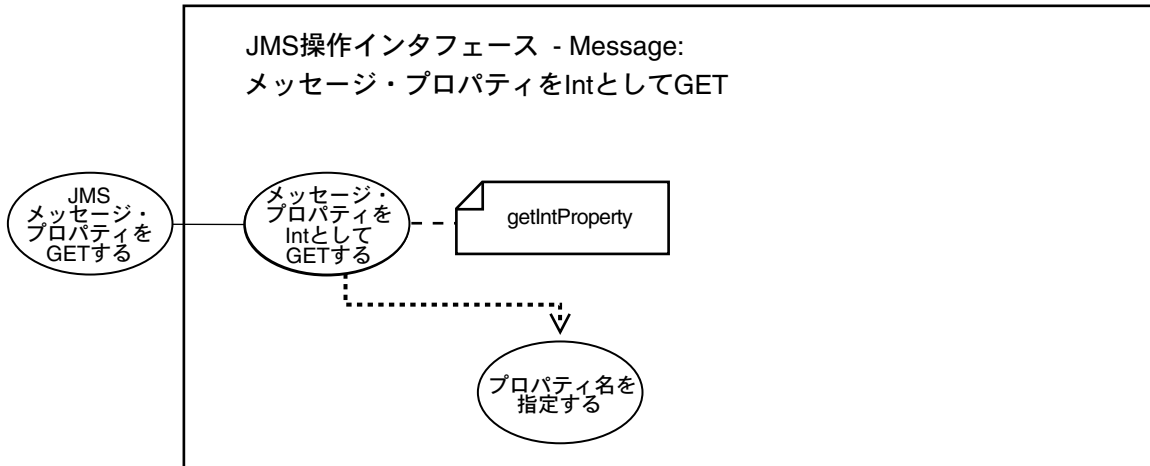 JMS操作インタフェース - Message:
メッセージ・プロパティをIntとしてGET
JMS
メッセージ・
プロパティを
GETする
メッセージ・
プロパティを
Intとして
GETする
getIntProperty
プロパティ名を
指定する